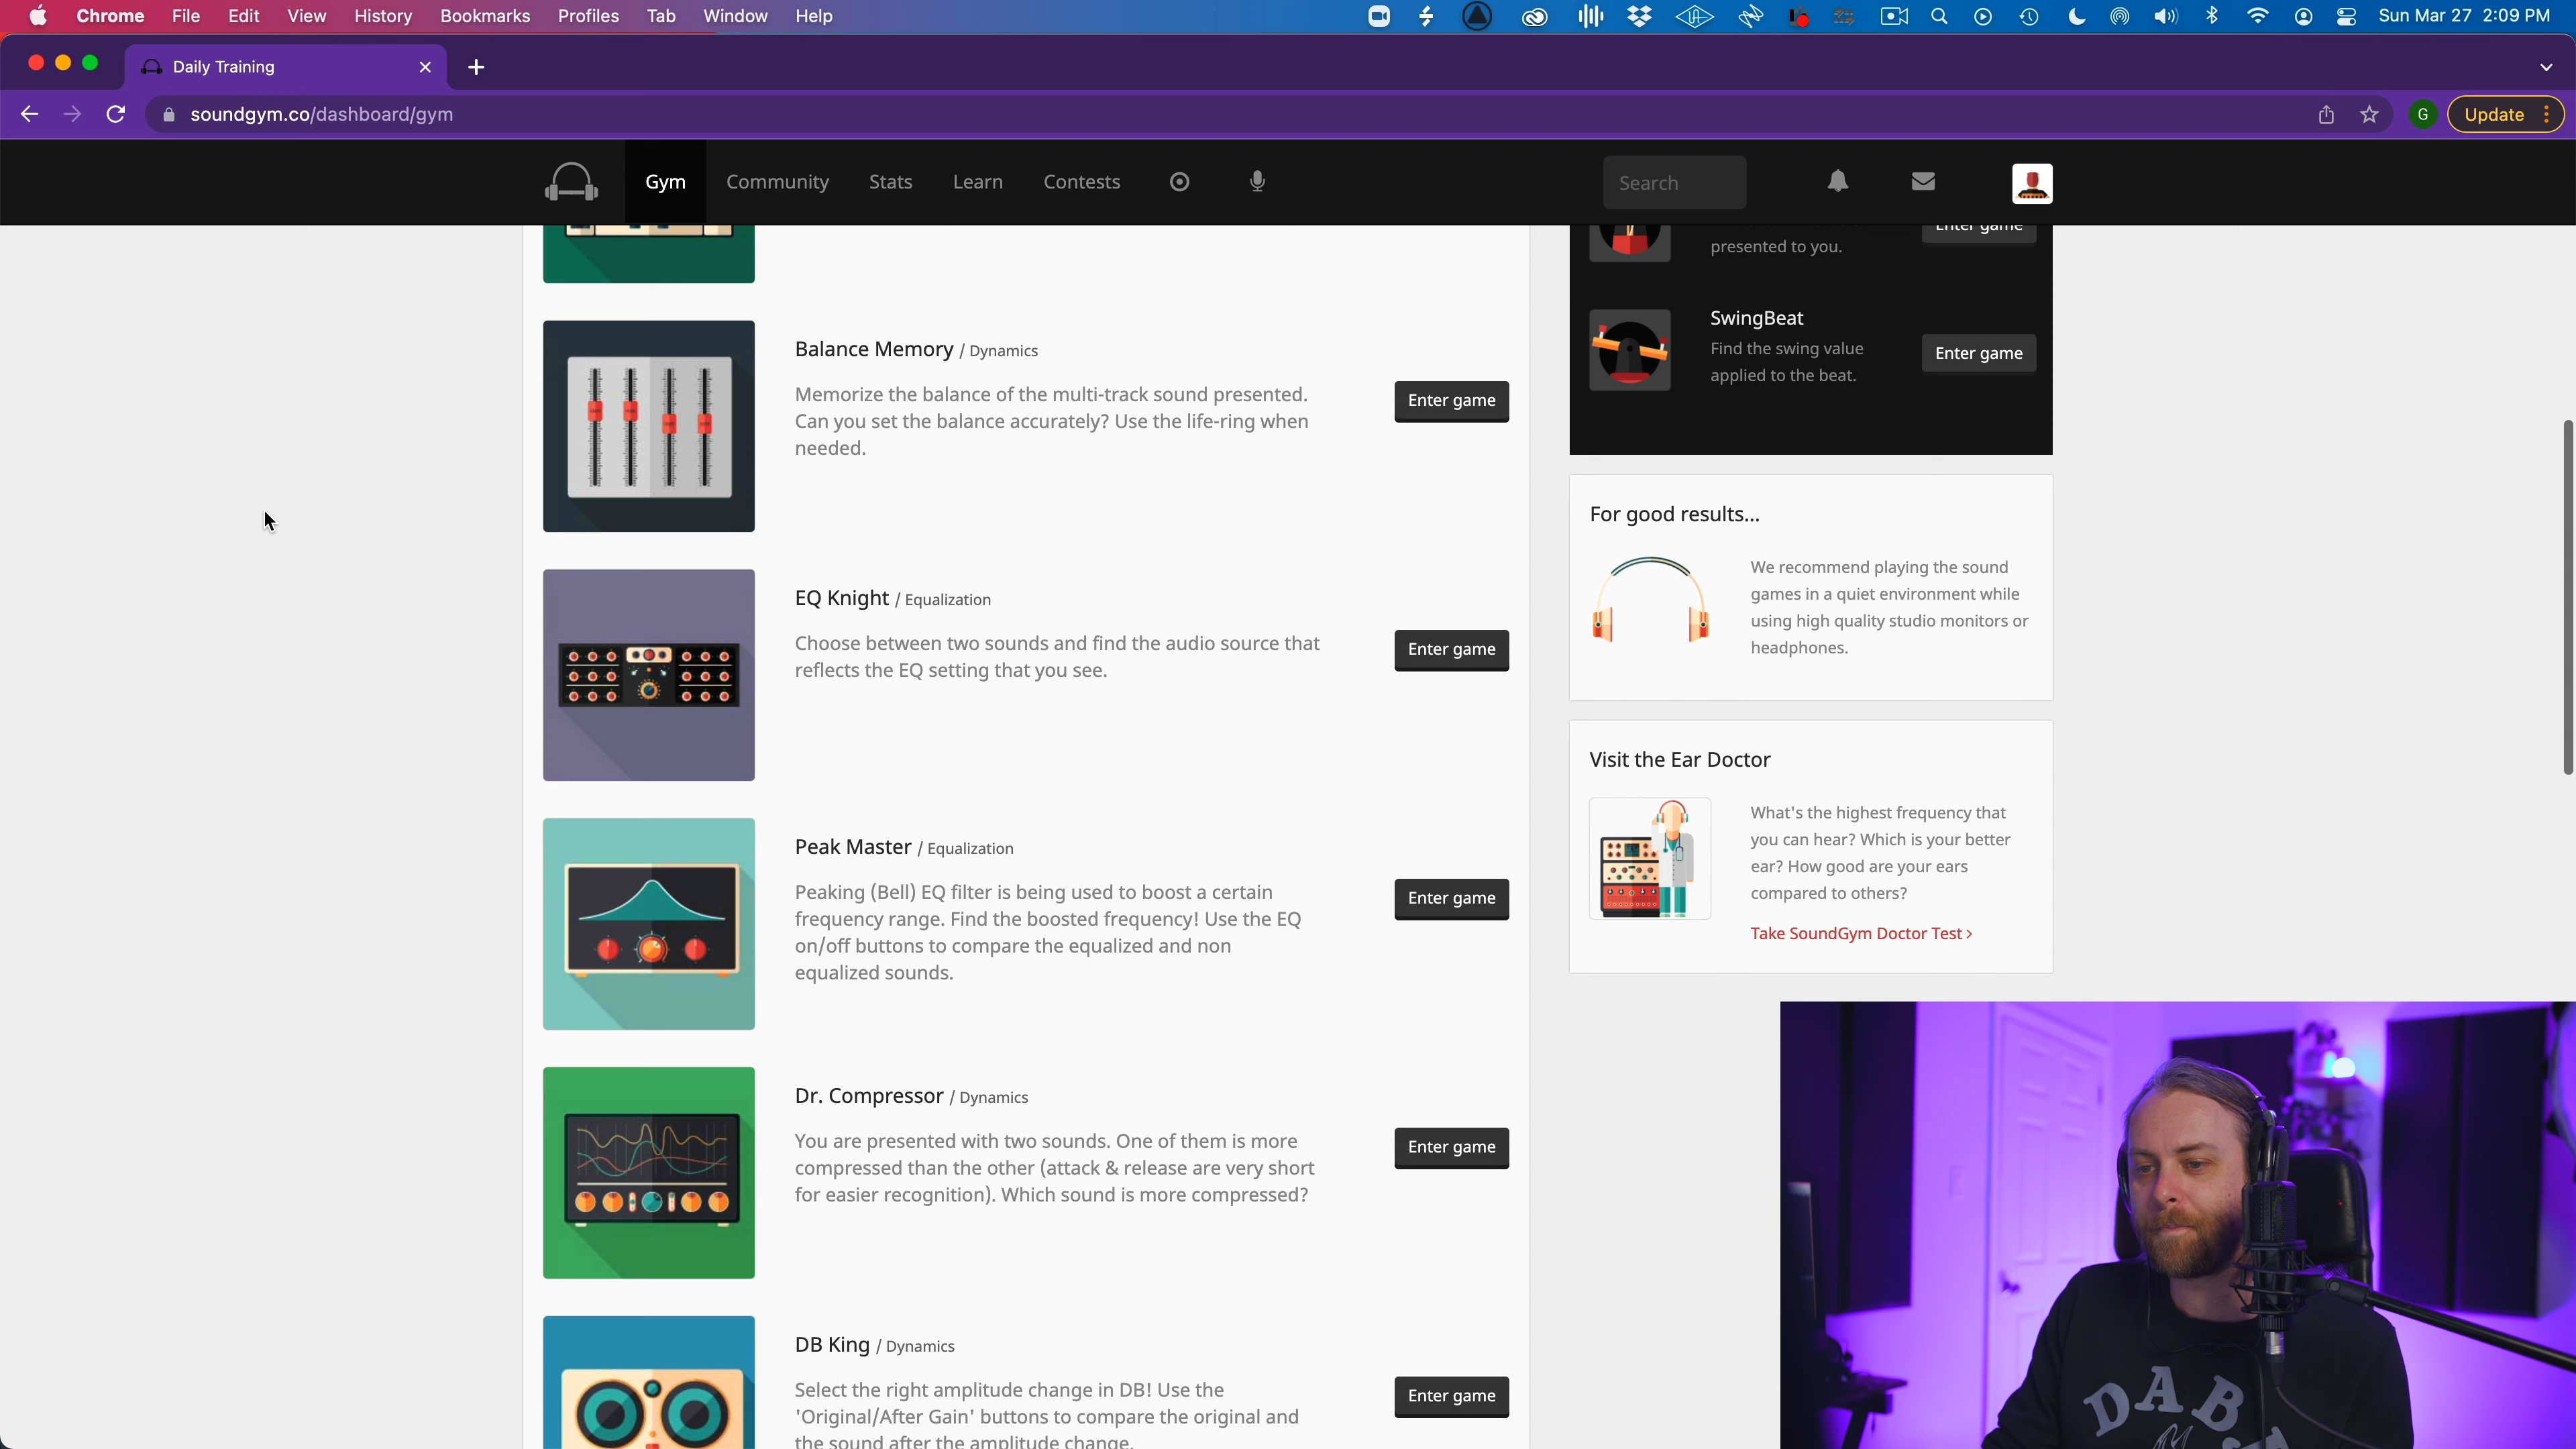 Chrome File Edit View History Bookmarks Profiles Tab Window Help Sun Mar 27 2:09 PM
Daily Training
soundgym.co/dashboard/gym G Update
Gym Community Stats Learn Contests Search
Balance Memory / Dynamics
Memorize the balance of the multi-track sound presented.
Can you set the balance accurately? Use the life-ring when
needed.
Enter game
EQ Knight / Equalization
Choose between two sounds and find the audio source that
reflects the EQ setting that you see.
Enter game
Peak Master / Equalization
Peaking (Bell) EQ filter is being used to boost a certain
frequency range. Find the boosted frequency! Use the EQ
on/off buttons to compare the equalized and non
equalized sounds.
Enter game
Dr. Compressor / Dynamics
You are presented with two sounds. One of them is more
compressed than the other (attack & release are very short
for easier recognition). Which sound is more compressed?
Enter game
DB King / Dynamics
Select the right amplitude change in DB! Use the
'Original/After Gain' buttons to compare the original and
the sound after the amplitude change.
Enter game
presented to you.
Enter game
SwingBeat
Find the swing value
applied to the beat.
Enter game
For good results...
We recommend playing the sound
games in a quiet environment while
using high quality studio monitors or
headphones.
Visit the Ear Doctor
What's the highest frequency that
you can hear? Which is your better
ear? How good are your ears
compared to others?
Take SoundGym Doctor Test >
DAB